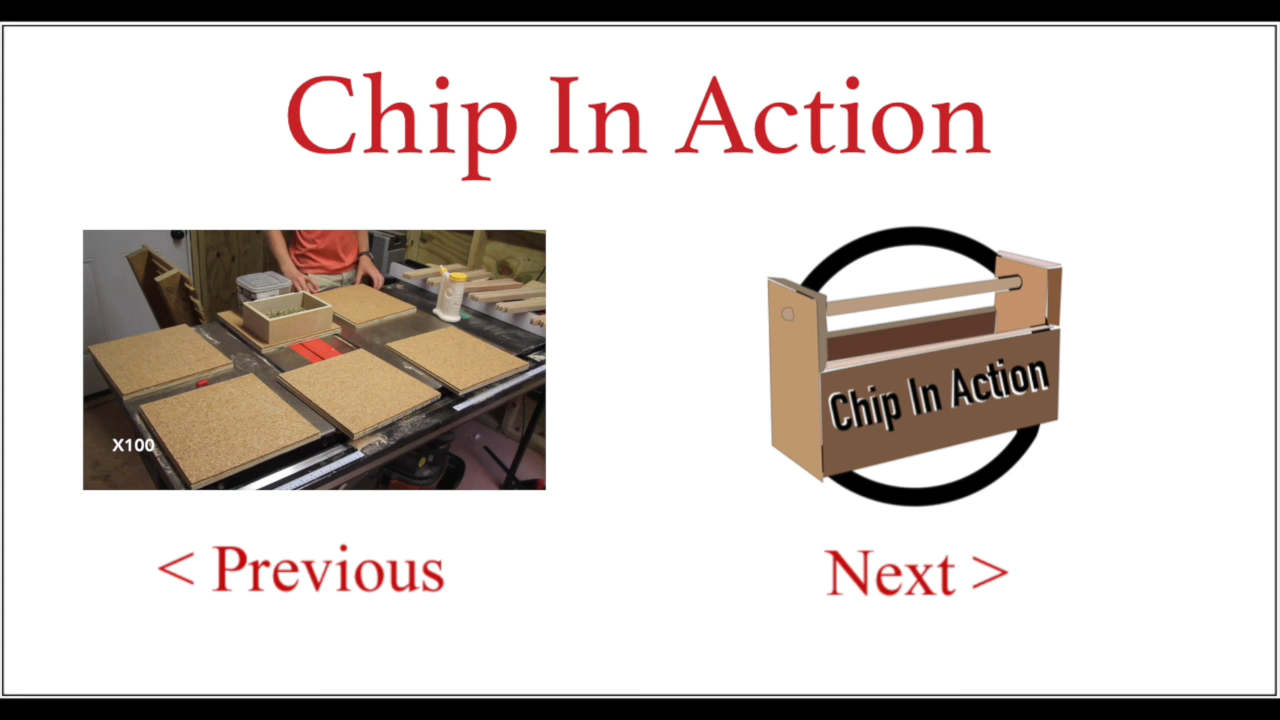 Chip In Action
X100
Chip In Action
< Previous
Next >